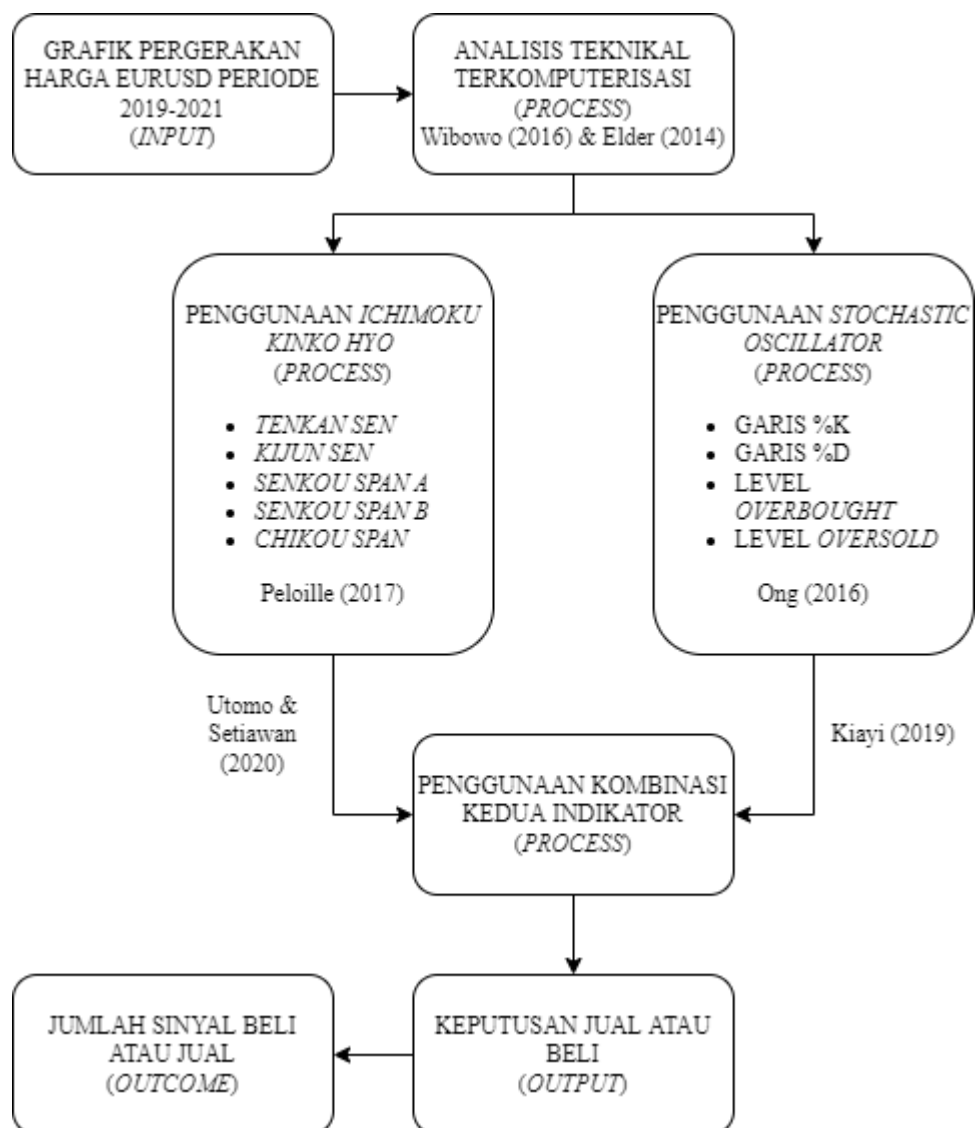 GRAFIK PERGERAKAN
HARGA EURUSD PERIODE
2019-2021
(INPUT)
ANALISIS TEKNIKAL
TERKOMPUTERISASI
(PROCESS)
Wibowo (2016) & Elder (2014)
PENGGUNAAN ICHIMOKU
KINKO HYO
(PROCESS)
• TENKAN SEN
• KIJUN SEN
• SENKOU SPAN A
• SENKOU SPAN B
• CHIKOU SPAN
Peloille (2017)
PENGGUNAAN STOCHASTIC
OSCILLATOR
(PROCESS)
• GARIS %K
• GARIS %D
• LEVEL
OVERBOUGHT
• LEVEL OVERSOLD
Ong (2016)
Utomo &
Setiawan
(2020)
Kiayi (2019)
PENGGUNAAN KOMBINASI
KEDUA INDIKATOR
(PROCESS)
KEPUTUSAN JUAL ATAU
BELI
(OUTPUT)
JUMLAH SINYAL BELI
ATAU JUAL
(OUTCOME)